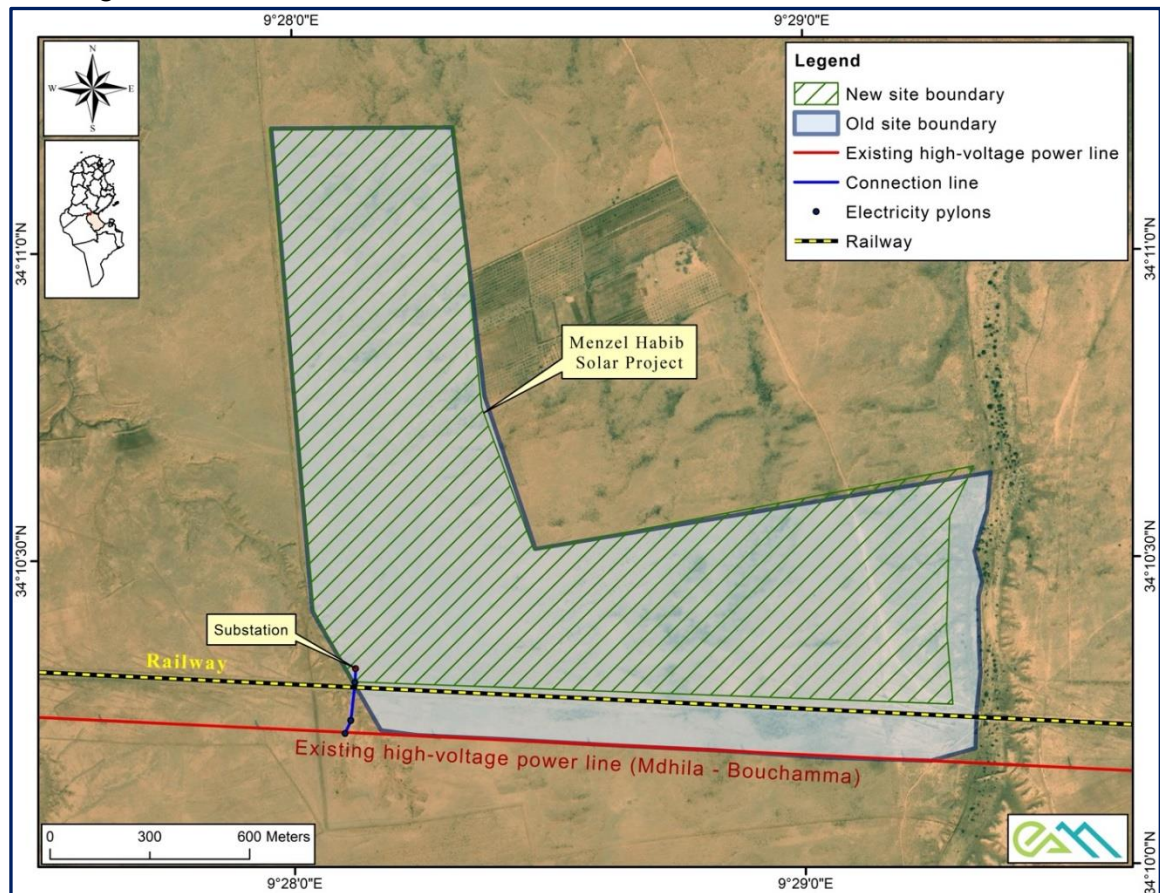 9°28'0"E
9°29'0"E
N
W
E
S
Legend
New site boundary
Old site boundary
Existing high-voltage power line
Connection line
Electricity pylons
Railway
34°11'0"N
34°11'0"N
Menzel Habib
Solar Project
34°10'30"N
34°10'30"N
Substation
Railway
Existing high-voltage power line (Mdhila - Bouchamma)
0 300 600 Meters
34°10'0"N
9°28'0"E
9°29'0"E